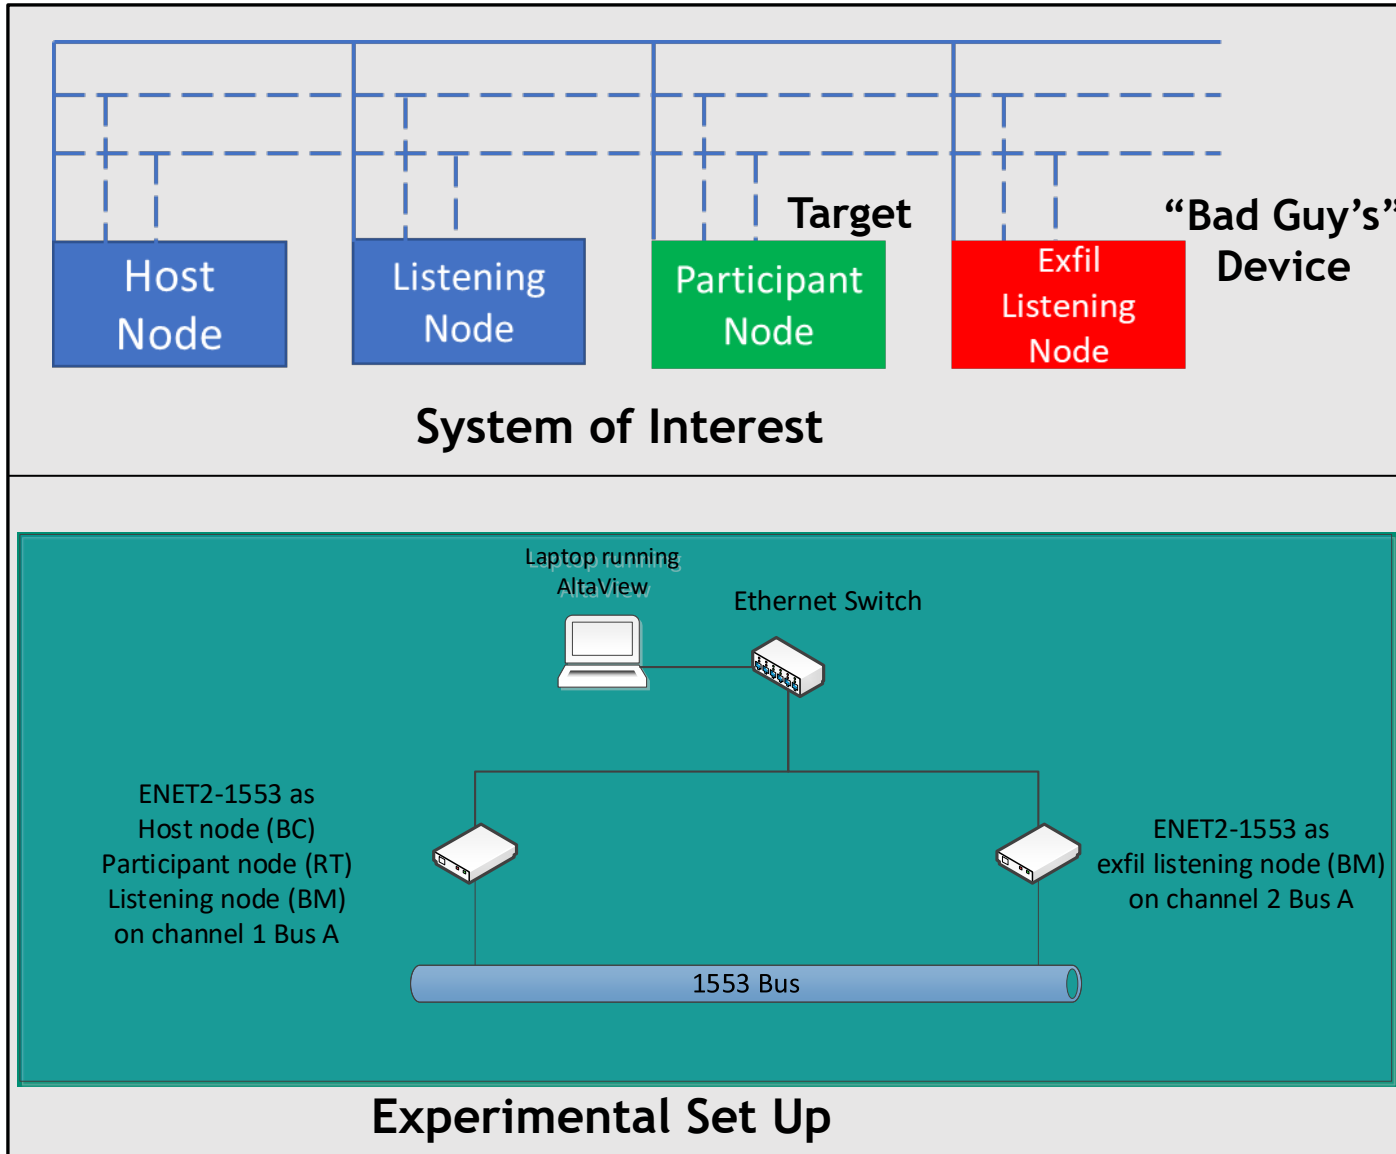 Target
“Bad Guy’s”
Device
Host
Node
Listening
Node
Participant
Node
Exfil
Listening
Node
System of Interest
Laptop running
AltaView
Ethernet Switch
ENET2-1553 as
Host node (BC)
Participant node (RT)
Listening node (BM)
on channel 1 Bus A
ENET2-1553 as
exfil listening node (BM)
on channel 2 Bus A
1553 Bus
Experimental Set Up